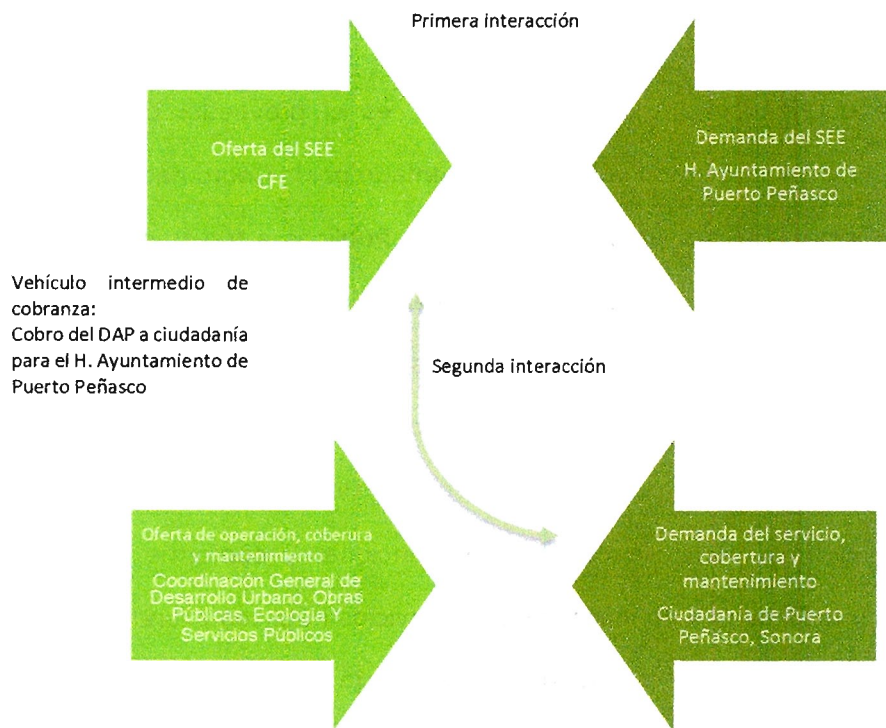 Primera interacción
Oferta del SEE
CFE
Demanda del SEE
H. Ayuntamiento de
Puerto Peñasco
Vehículo intermedio de
cobranza:
Cobro del DAP a ciudadanía
para el H. Ayuntamiento de
Puerto Peñasco
Segunda interacción
Oferta de operación, cobertura
y mantenimiento
Coordinación General de
Desarrollo Urbano, Obras
Públicas, Ecología Y
Servicios Públicos
Demanda del servicio,
cobertura y
mantenimiento
Ciudadanía de Puerto
Peñasco, Sonora